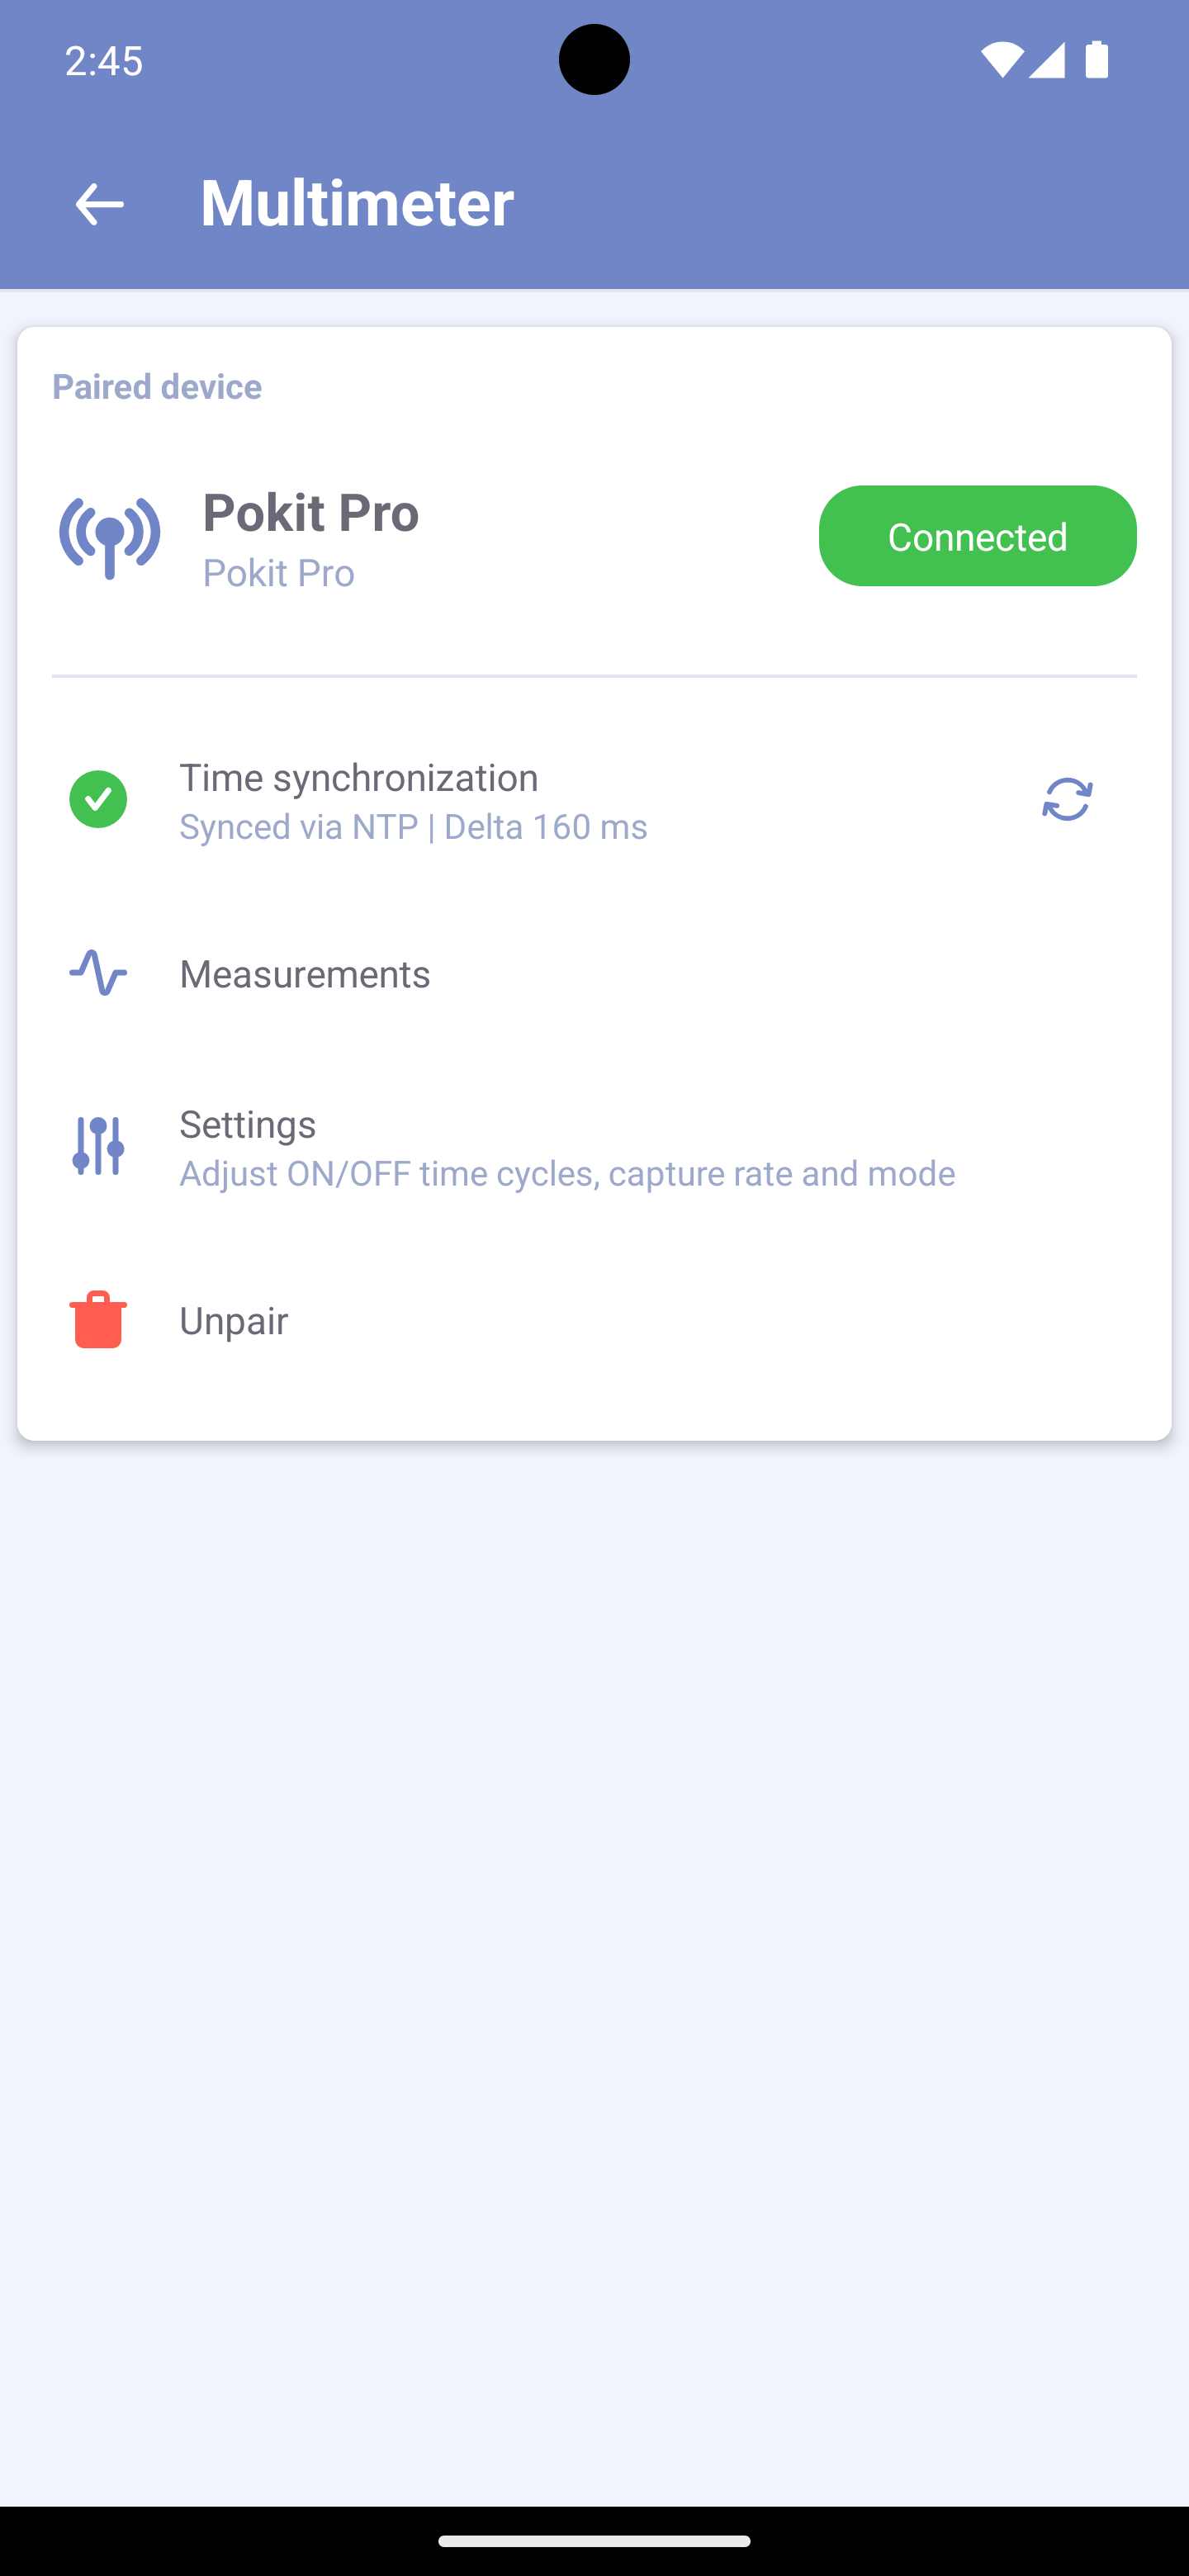 2:45
Multimeter
Paired device
Pokit Pro
Pokit Pro
Connected
Time synchronization
Synced via NTP | Delta 160 ms
Measurements
Settings
Adjust ON/OFF time cycles, capture rate and mode
Unpair